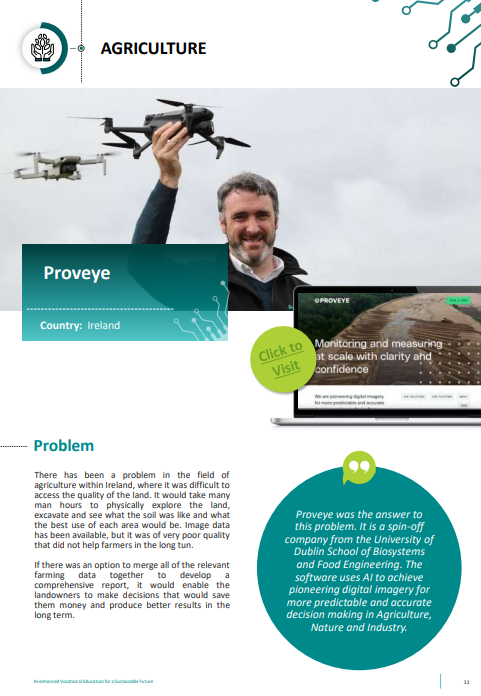 AGRICULTURE
Proveye
Country: Ireland
PROVEYE
Monitoring and measuring
at scale with clarity and
confidence
We are pioneering digital imagery
for more predictable and accurate
Click to
Visit
Problem
There has been a problem in the field of
agriculture within Ireland, where it was difficult to
access the quality of the land. It would take many
man hours to physically explore the land,
excavate and see what the soil was like and what
the best use of each area would be. Image data
has been available, but it was of very poor quality
that did not help farmers in the long tun.
If there was an option to merge all of the relevant
farming data together to develop a
comprehensive report, it would enable the
landowners to make decisions that would save
them money and produce better results in the
long term.
Proveye was the answer to
this problem. It is a spin-off
company from the University of
Dublin School of Biosystems
and Food Engineering. The
software uses AI to achieve
pioneering digital imagery for
more predictable and accurate
decision making in Agriculture,
Nature and Industry.
AI-enhanced Vocational Education for a Sustainable Future
11